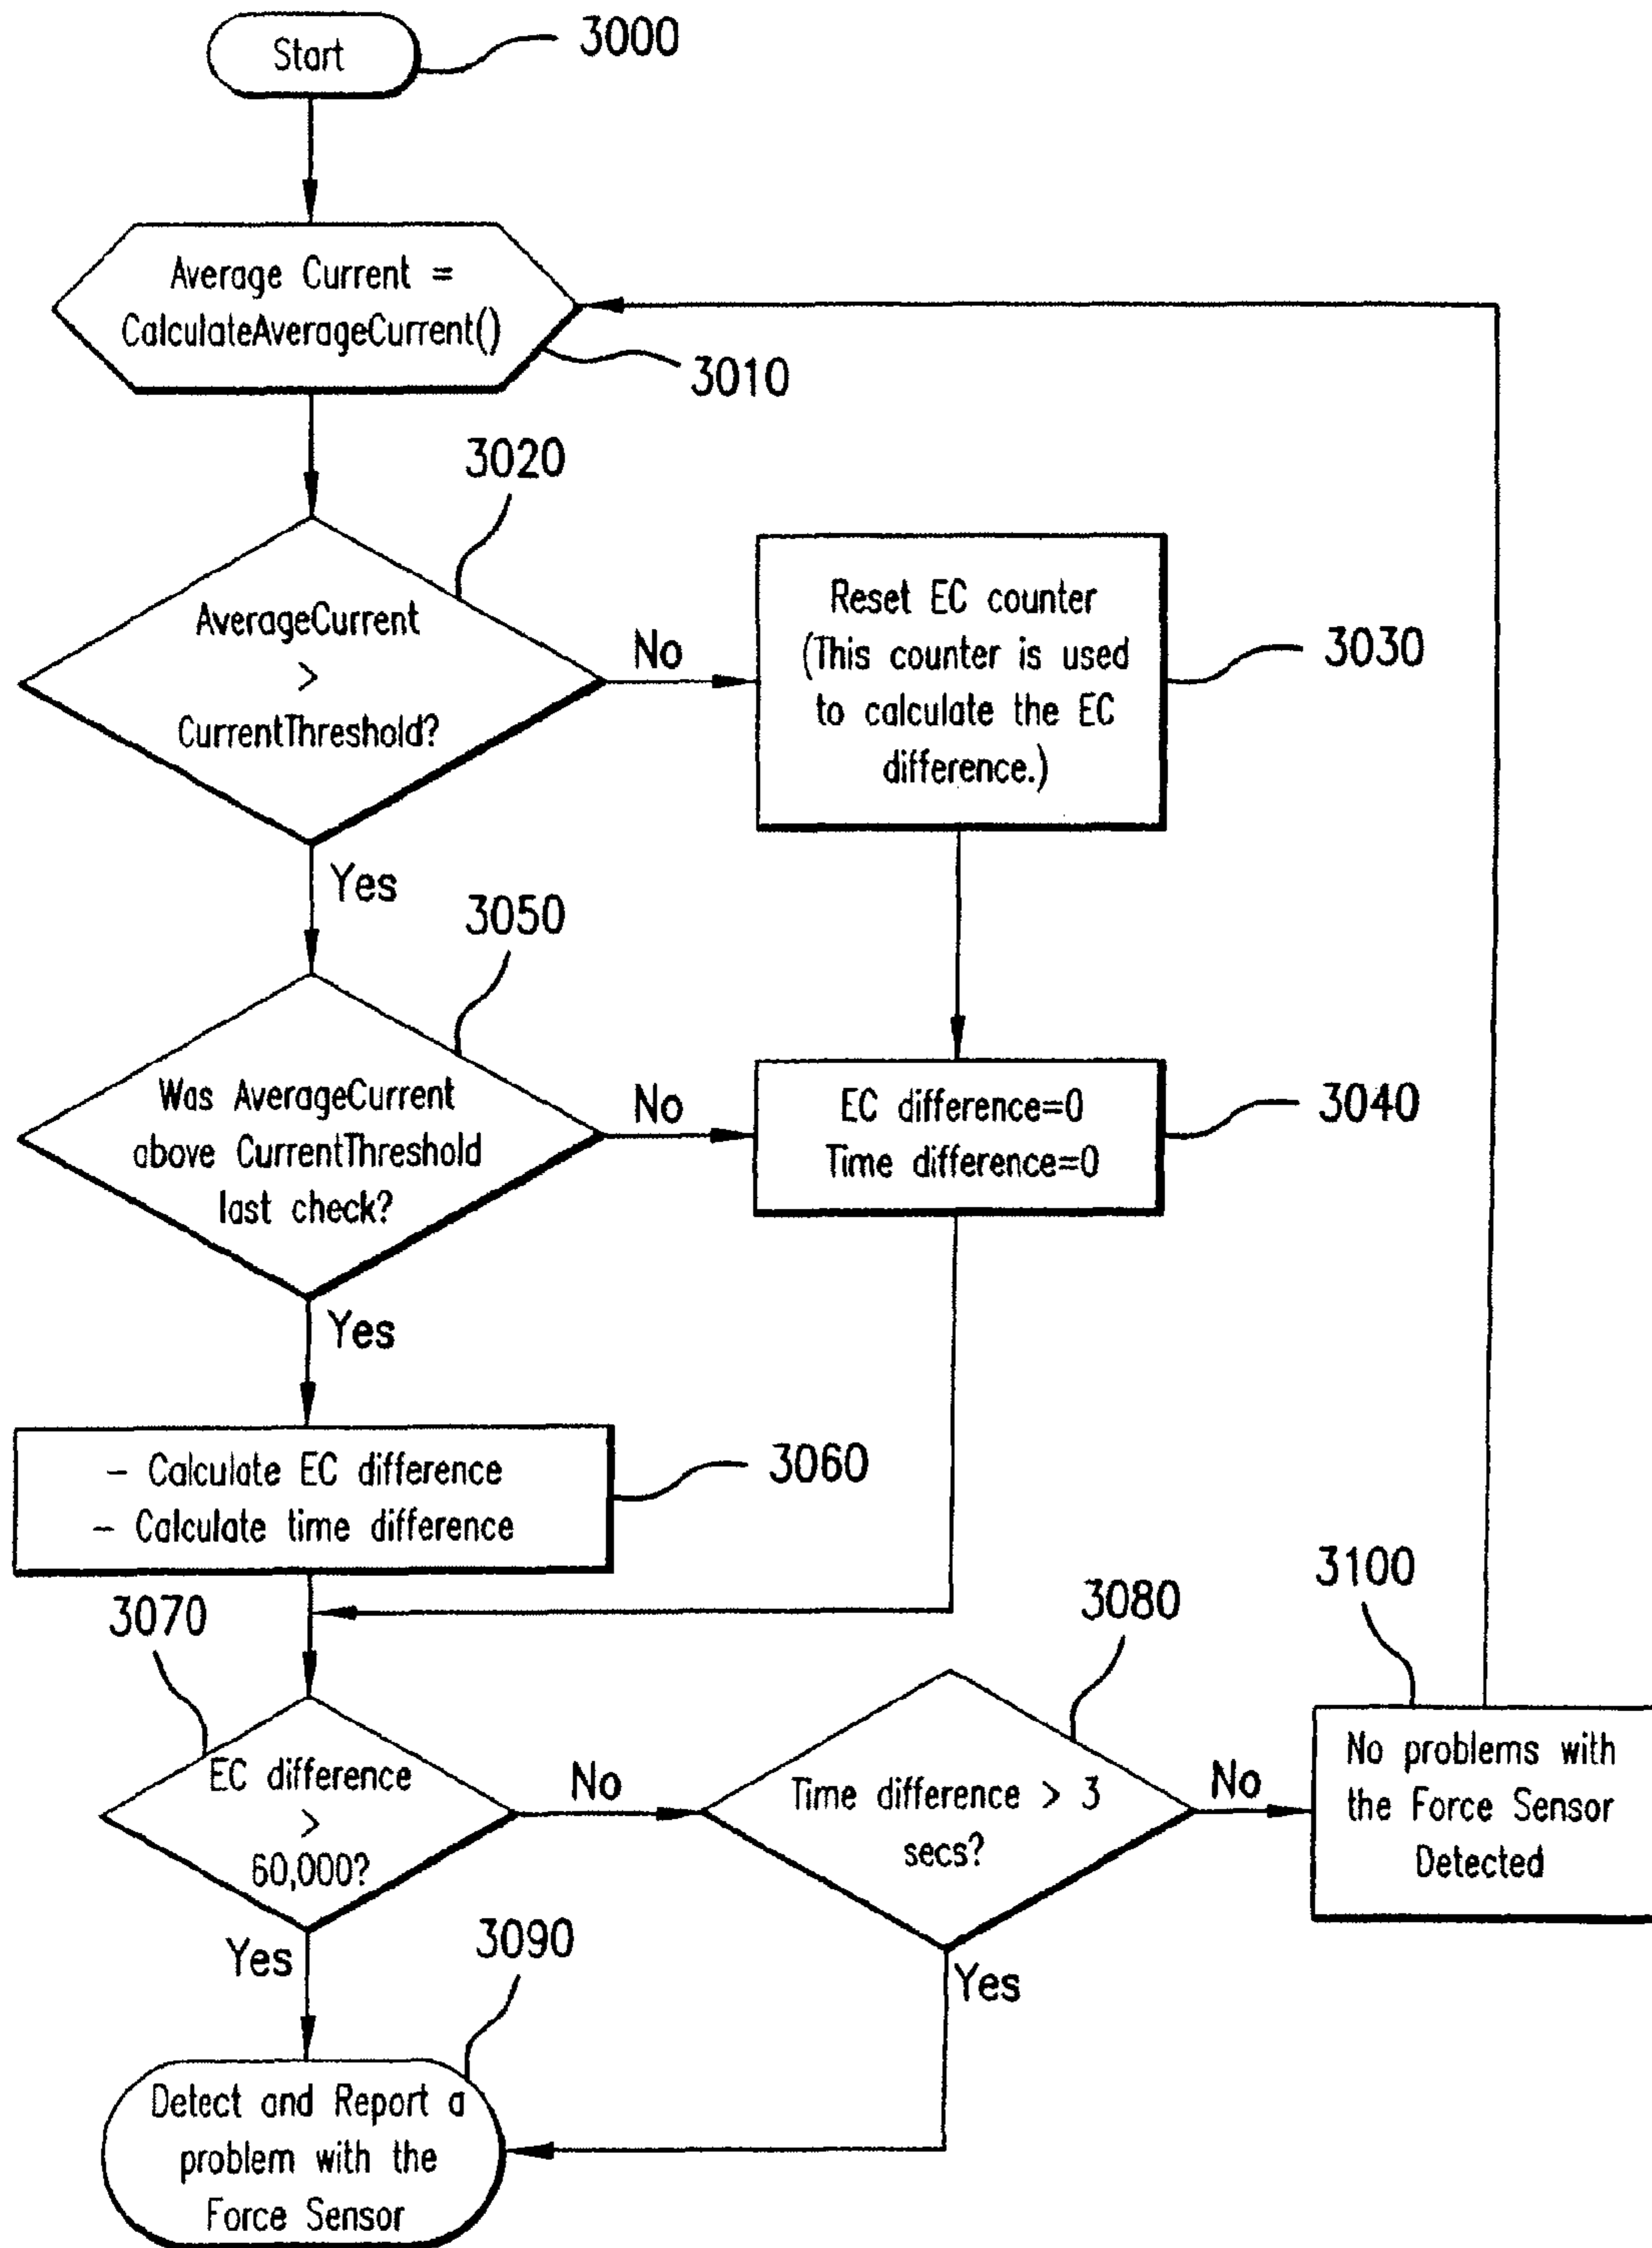 Start
3000
Average Current =
CalculateAverageCurrent()
3010
3020
AverageCurrent
>
CurrentThreshold?
No
Reset EC counter
(This counter is used
to calculate the EC
difference.)
3030
Yes
3050
Was AverageCurrent
above CurrentThreshold
last check?
No
EC difference=0
Time difference=0
3040
Yes
– Calculate EC difference
– Calculate time difference
3060
3070
EC difference
>
60,000?
No
3080
Time difference > 3
secs?
No
3100
No problems with
the Force Sensor
Detected
Yes
Yes
3090
Detect and Report a
problem with the
Force Sensor